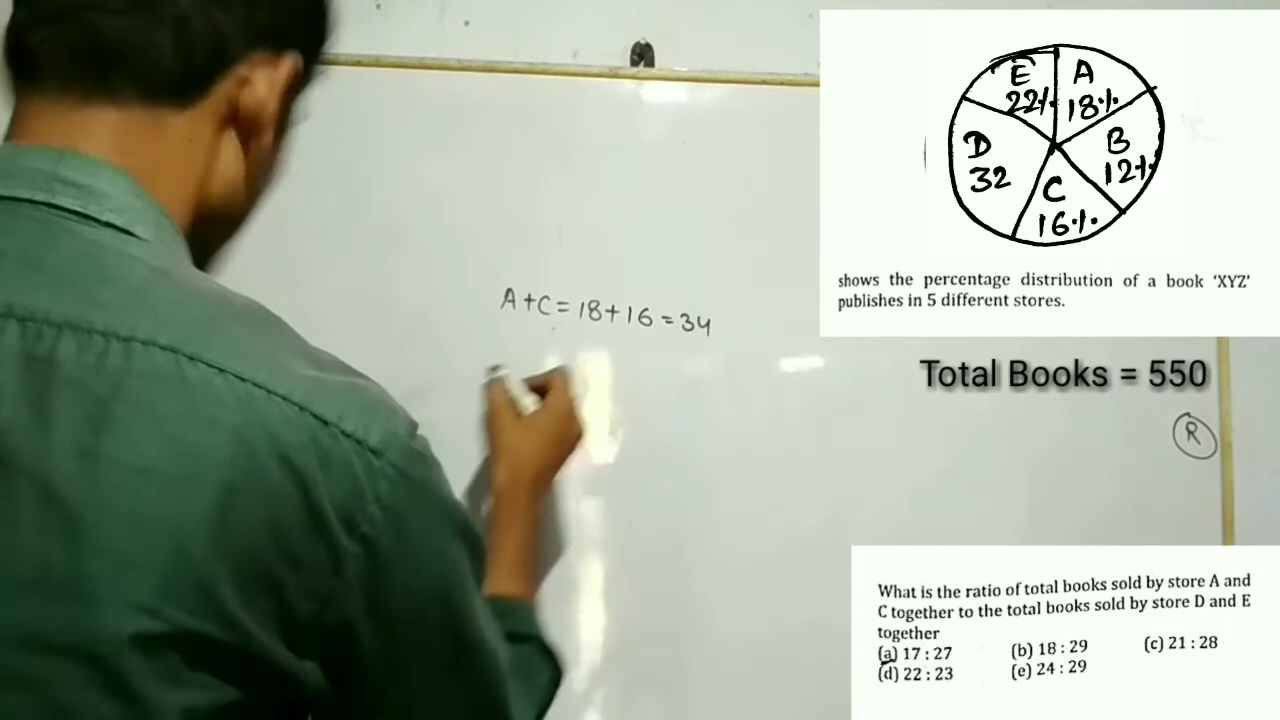 E
22%
A
18%
B
12%
C
16%
D
32
shows the percentage distribution of a book ‘XYZ’
publishes in 5 different stores.
A+C=18+16=34
Total Books = 550
R
What is the ratio of total books sold by store A and
C together to the total books sold by store D and E
together
(a) 17 : 27 (b) 18 : 29 (c) 21 : 28
(d) 22 : 23 (e) 24 : 29